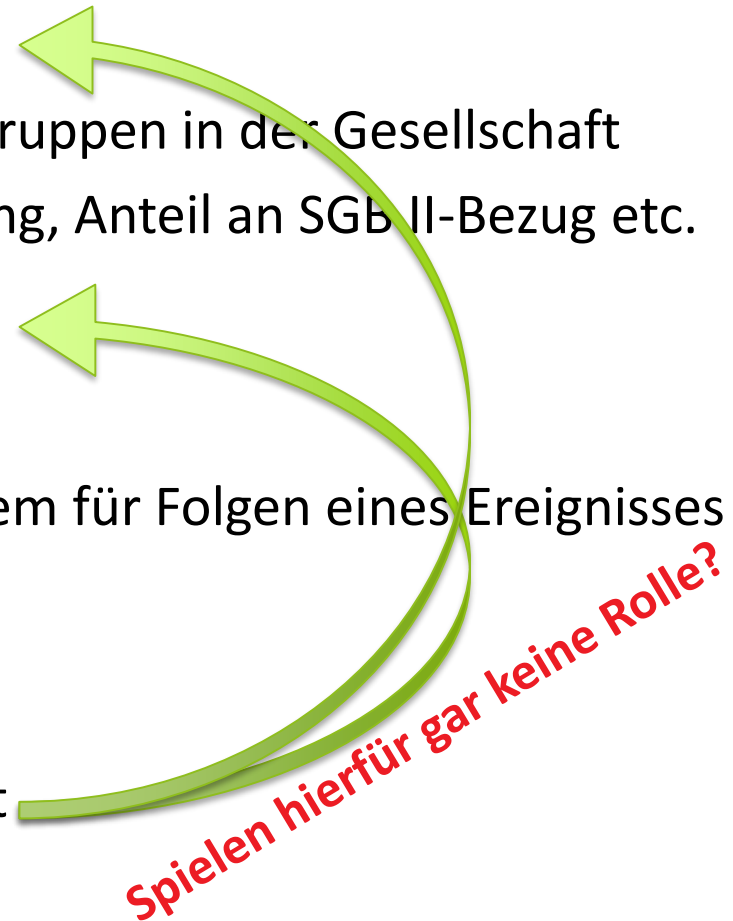 ruppen in der Gesellschaft
ng, Anteil an SGB II-Bezug etc.
em für Folgen eines Ereignisses
Spielen hierfür gar keine Rolle?
t